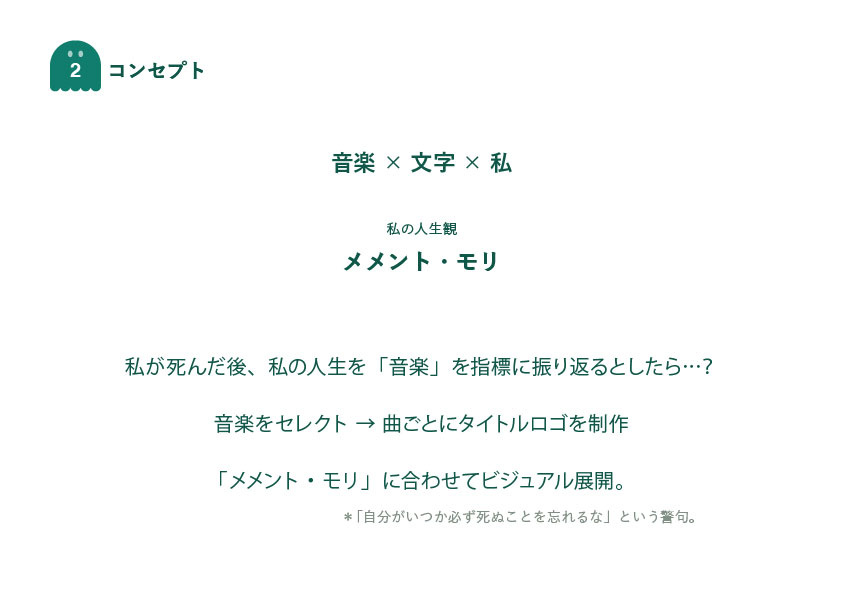 2 コンセプト
音楽 × 文字 × 私
私の人生観
メメント・モリ
私が死んだ後、私の人生を「音楽」を指標に振り返るとしたら…?
音楽をセレクト → 曲ごとにタイトルロゴを制作
「メメント・モリ」に合わせてビジュアル展開。
＊「自分がいつか必ず死ぬことを忘れるな」という警句。